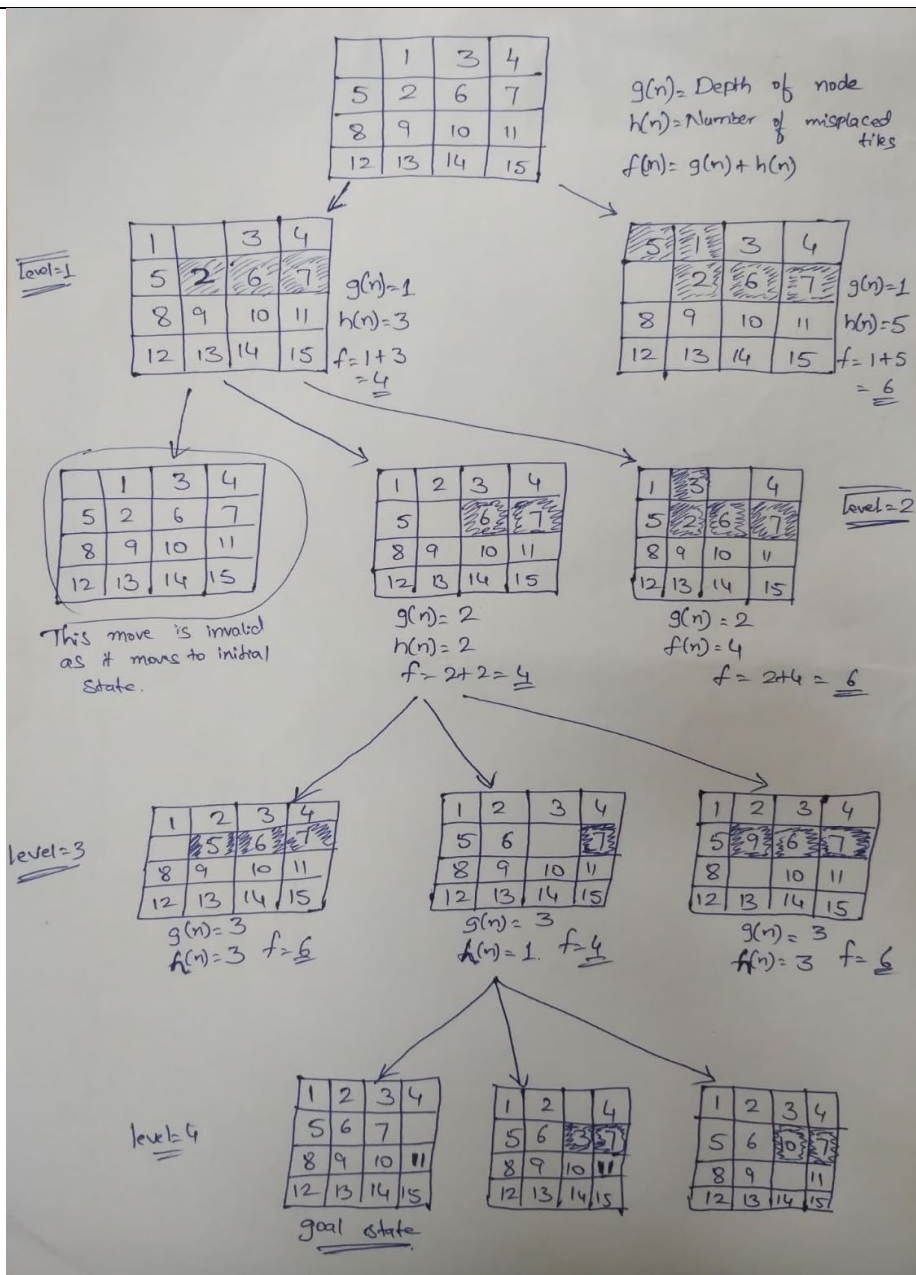 1 3 4
5 2 6 7
8 9 10 11
12 13 14 15
g(n)= Depth of node
h(n)= Number of misplaced
tiles
f(n)= g(n)+h(n)
Level=1
1 3 4
5 2 6 7
8 9 10 11
12 13 14 15
g(n)=1
h(n)=3
f=1+3
=4
5 1 3 4
2 6 7
8 9 10 11
12 13 14 15
g(n)=1
h(n)=5
f=1+5
=6
1 3 4
5 2 6 7
8 9 10 11
12 13 14 15
This move is invalid
as it movs to initial
state.
1 2 3 4
5 6 7
8 9 10 11
12 13 14 15
g(n)=2
h(n)=2
f=2+2=4
1 3 4
5 2 6 7
8 9 10 11
12 13 14 15
g(n)=2
f(n)=4
f=2+4=6
Level=2
level=3
1 2 3 4
5 6 7
8 9 10 11
12 13 14 15
g(n)=3
h(n)=3 f=6
1 2 3 4
5 6 7
8 9 10 11
12 13 14 15
g(n)=3
h(n)=1. f=4
1 2 3 4
5 9 6 7
8 10 11
12 13 14 15
g(n)=3
h(n)=3 f=6
level=4
1 2 3 4
5 6 7
8 9 10 11
12 13 14 15
goal state
1 2 4
5 6 3 7
8 9 10 11
12 13 14 15
1 2 3 4
5 6 0 7
8 9 11
12 13 14 15